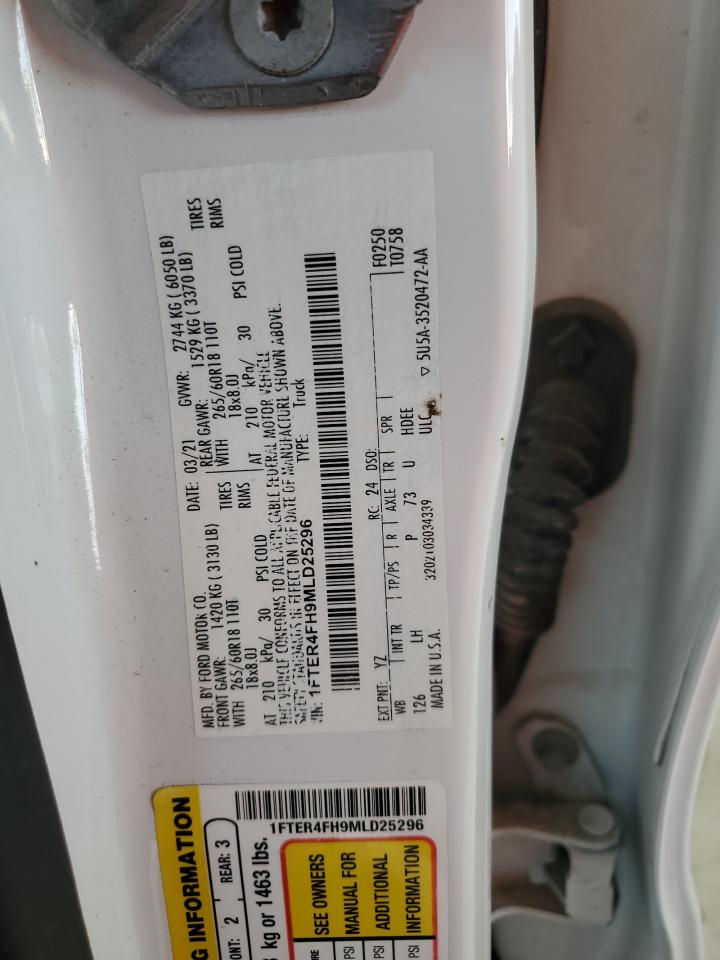 MFD. BY FORD MOTOR CO.
DATE: 03/21
GVWR: 2744 KG ( 6050 LB)
FRONT GAWR: 1420 KG ( 3130 LB)
REAR GAWR: 1529 KG ( 3370 LB)
WITH 265/60R18 110T TIRES
WITH 265/60R18 110T TIRES
18x8.0J RIMS
18x8.0J RIMS
AT 210 kPa/ 30 PSI COLD
AT 210 kPa/ 30 PSI COLD
THIS VEHICLE CONFORMS TO ALL APPLICABLE FEDERAL MOTOR VEHICLE
SAFETY STANDARDS IN EFFECT ON THE DATE OF MANUFACTURE SHOWN ABOVE.
VIN: 1FTER4FH9MLD25296
TYPE: Truck
EXT PNT: YZ RC: 24 DSO: F0250
WB INT TR TP/PS R AXLE TR SPR T0758
126 LH P 73 U HDEE
MADE IN U.S.A. 320210303­4339 ULC ▽ 5U5A-3520472-AA
G INFORMATION
ONT: 2 REAR: 3
kg or 1463 lbs.
1FTER4FH9MLD25296
SEE OWNERS
MANUAL FOR
ADDITIONAL
INFORMATION
PSI
PSI
PSI